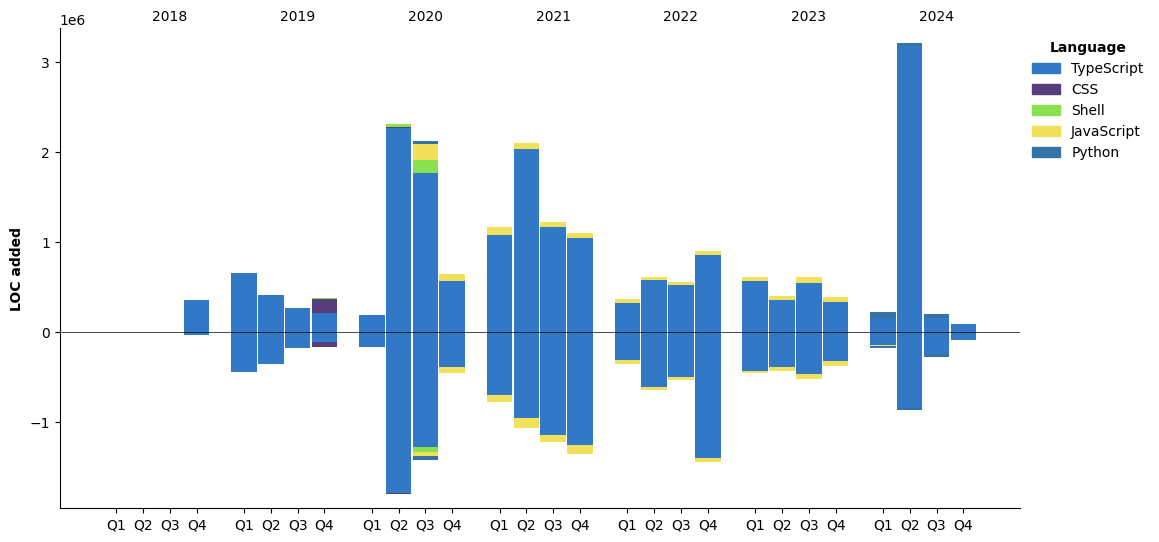 1e6
2018 2019 2020 2021 2022 2023 2024
Language
TypeScript
CSS
Shell
JavaScript
Python
LOC added
3
2
1
0
−1
Q1 Q2 Q3 Q4 Q1 Q2 Q3 Q4 Q1 Q2 Q3 Q4 Q1 Q2 Q3 Q4 Q1 Q2 Q3 Q4 Q1 Q2 Q3 Q4 Q1 Q2 Q3 Q4